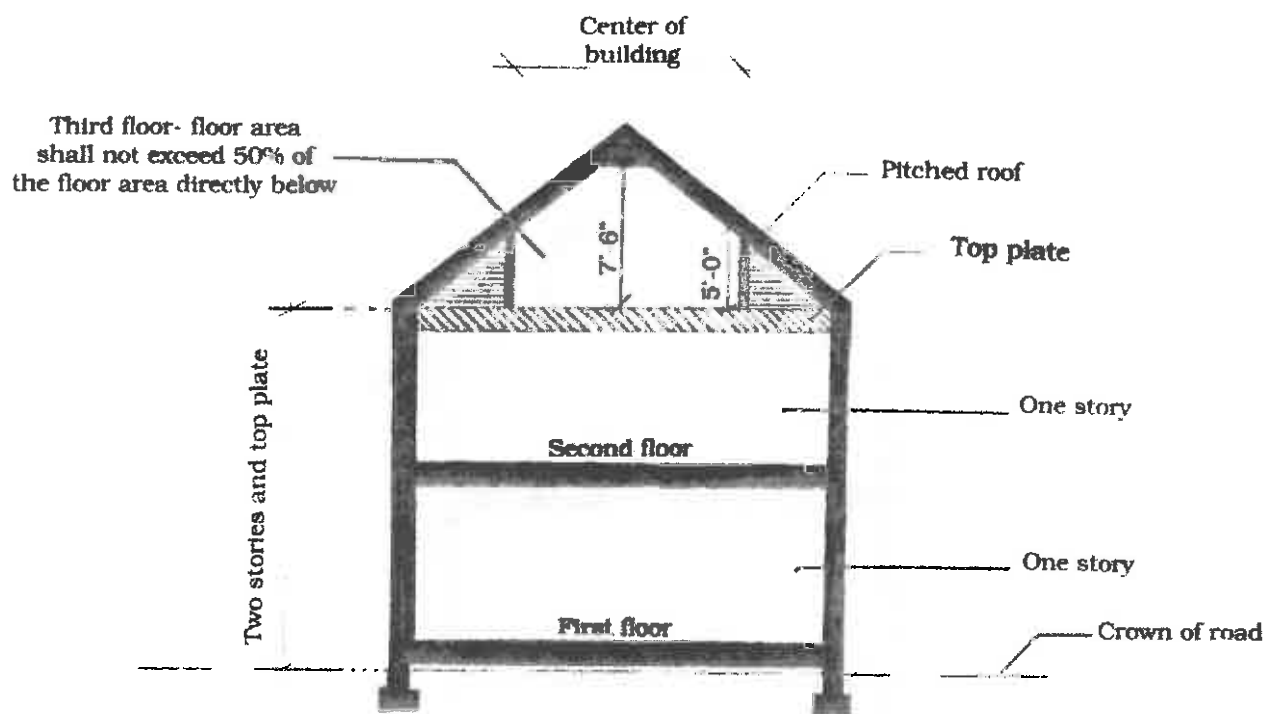 Center of
building
Third floor- floor area
shall not exceed 50% of
the floor area directly below
Pitched roof
Top plate
7'-6"
5'-0"
Two stories and top plate
One story
Second floor
One story
First floor
Crown of road